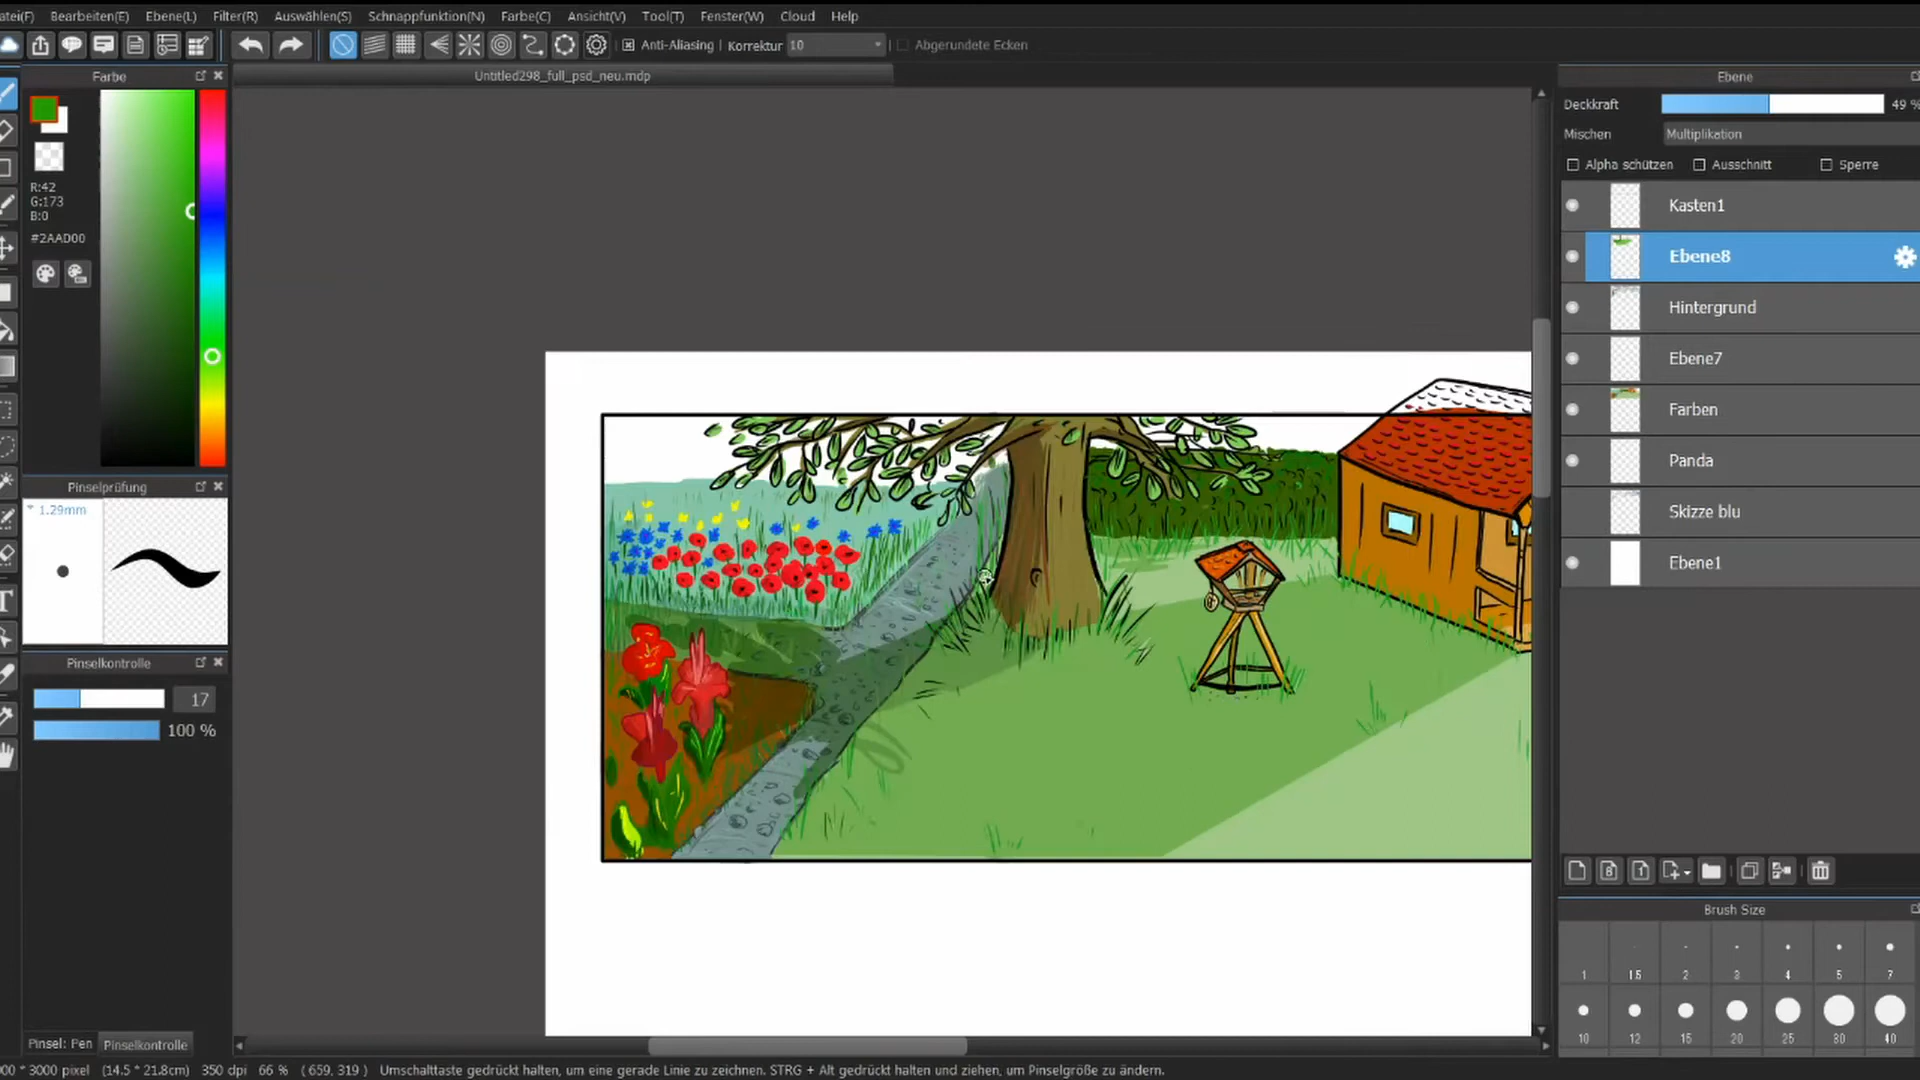 atei(F) Bearbeiten(E) Ebene(L) Filter(R) Auswählen(S) Schnappfunktion(N) Farbe(C) Ansicht(V) Tool(T) Fenster(W) Cloud Help
Anti-Aliasing Korrektur 10 Abgerundete Ecken
Farbe
Untitled298_full_psd_neu.mdp
R:42
G:173
B:0
#2AAD00
Pinselprüfung
1.29mm
Pinselkontrolle
17
100 %
Pinsel: Pen Pinselkontrolle
Ebene
Deckkraft 49 %
Mischen Multiplikation
Alpha schützen Ausschnitt Sperre
Kasten1
Ebene8
Hintergrund
Ebene7
Farben
Panda
Skizze blu
Ebene1
Brush Size
1 1.5 2 3 4 5 7
10 12 15 20 25 30 40
00 * 3000 pixel (14.5 * 21.8cm) 350 dpi 66 % ( 659, 319 ) Umschalttaste gedrückt halten, um eine gerade Linie zu zeichnen. STRG + Alt gedrückt halten und ziehen, um Pinselgröße zu ändern.